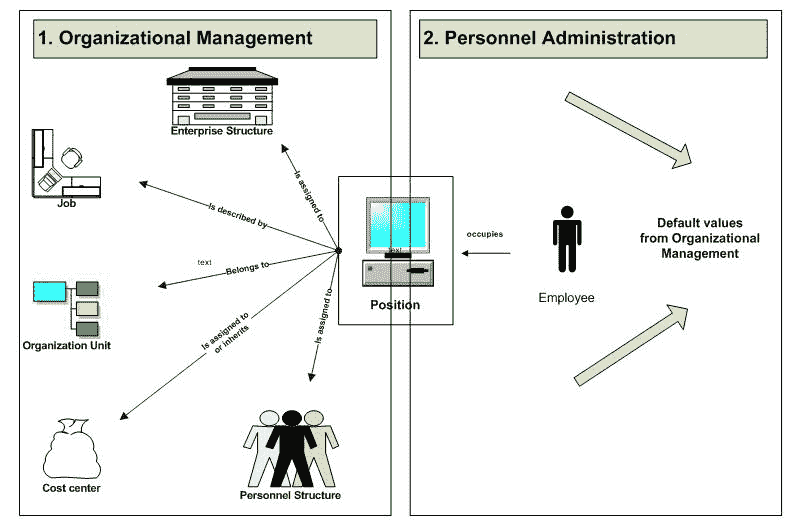 1. Organizational Management
2. Personnel Administration
Enterprise Structure
Job
Is assigned to
Is described by
text
Belongs to
Organization Unit
Is assigned to
or inherits
Is assigned to
Cost center
Personnel Structure
text
Position
occupies
Employee
Default values
from Organizational
Management